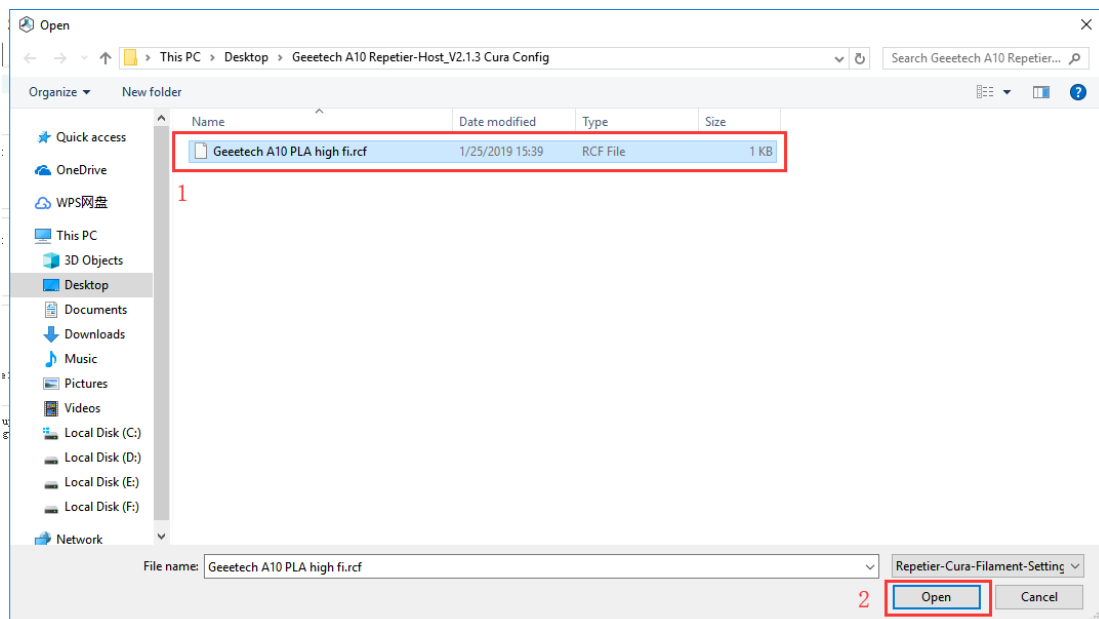 Open
This PC > Desktop > Geeetech A10 Repetier-Host_V2.1.3 Cura Config
Search Geeetech A10 Repetier...
Organize
New folder
Name
Date modified
Type
Size
Geeetech A10 PLA high fi.rcf
1/25/2019 15:39
RCF File
1 KB
1
Quick access
OneDrive
WPS网盘
This PC
3D Objects
Desktop
Documents
Downloads
Music
Pictures
Videos
Local Disk (C:)
Local Disk (D:)
Local Disk (E:)
Local Disk (F:)
Network
File name:
Geeetech A10 PLA high fi.rcf
Repetier-Cura-Filament-Setting
2
Open
Cancel